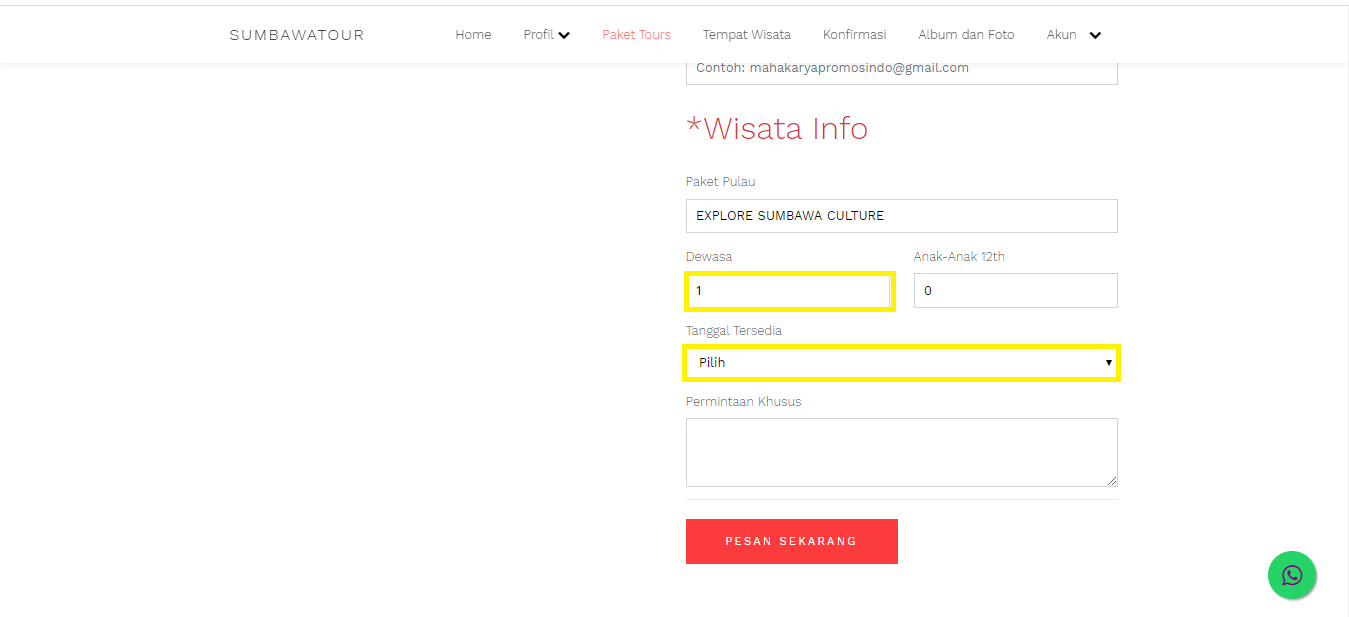 SUMBAWATOUR Home Profil Paket Tours Tempat Wisata Konfirmasi Album dan Foto Akun
Contoh: mahakaryapromosindo@gmail.com
*Wisata Info
Paket Pulau
EXPLORE SUMBAWA CULTURE
Dewasa Anak-Anak 12th
1 0
Tanggal Tersedia
Pilih
Permintaan Khusus
PESAN SEKARANG